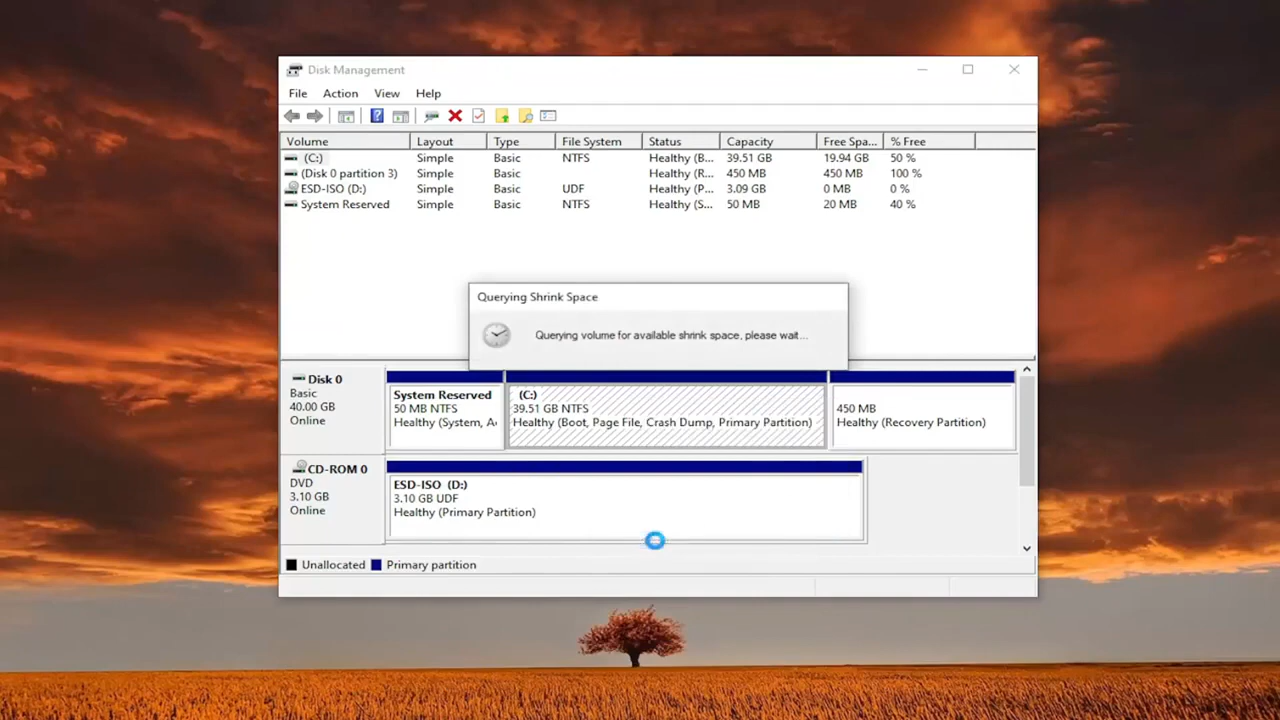 Disk Management
File Action View Help
Volume Layout Type File System Status Capacity Free Spa... % Free
(C:) Simple Basic NTFS Healthy (B... 39.51 GB 19.94 GB 50 %
(Disk 0 partition 3) Simple Basic Healthy (R... 450 MB 450 MB 100 %
ESD-ISO (D:) Simple Basic UDF Healthy (P... 3.09 GB 0 MB 0 %
System Reserved Simple Basic NTFS Healthy (S... 50 MB 20 MB 40 %
Querying Shrink Space
Querying volume for available shrink space, please wait...
Disk 0
Basic
40.00 GB
Online
System Reserved
50 MB NTFS
Healthy (System, A
(C:)
39.51 GB NTFS
Healthy (Boot, Page File, Crash Dump, Primary Partition)
450 MB
Healthy (Recovery Partition)
CD-ROM 0
DVD
3.10 GB
Online
ESD-ISO (D:)
3.10 GB UDF
Healthy (Primary Partition)
Unallocated Primary partition